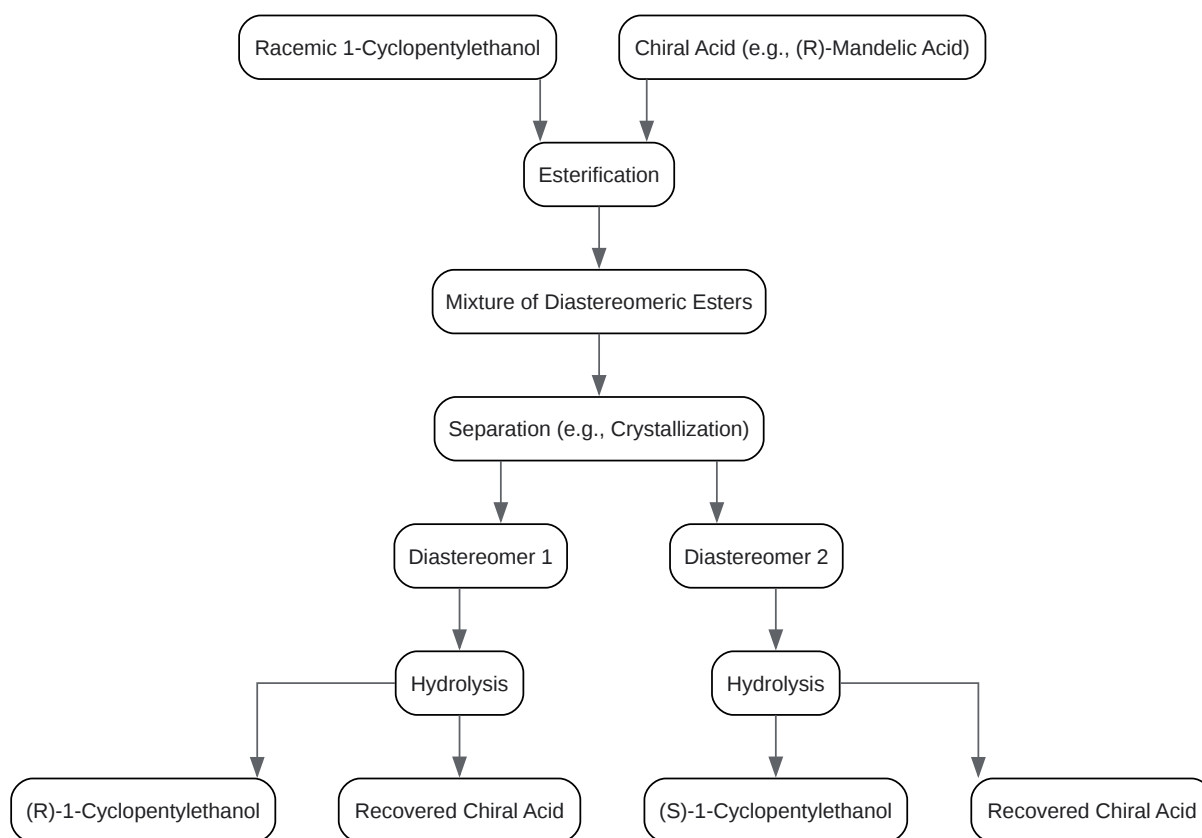 Racemic 1-Cyclopentylethanol
Chiral Acid (e.g., (R)-Mandelic Acid)
Esterification
Mixture of Diastereomeric Esters
Separation (e.g., Crystallization)
Diastereomer 1
Diastereomer 2
Hydrolysis
Hydrolysis
(R)-1-Cyclopentylethanol
Recovered Chiral Acid
(S)-1-Cyclopentylethanol
Recovered Chiral Acid